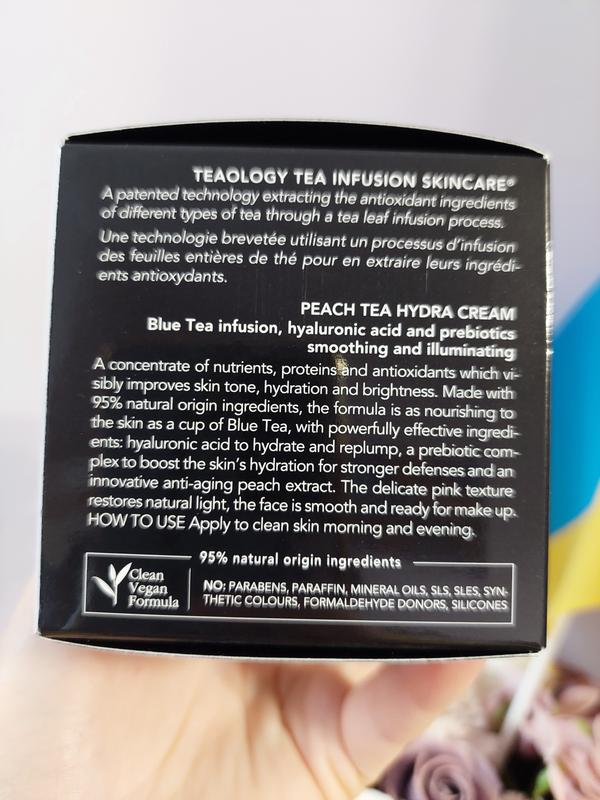 TEAOLOGY TEA INFUSION SKINCARE®
A patented technology extracting the antioxidant ingredients
of different types of tea through a tea leaf infusion process.
Une technologie brevetée utilisant un processus d'infusion
des feuilles entières de thé pour en extraire leurs ingrédi-
ents antioxydants.
PEACH TEA HYDRA CREAM
Blue Tea infusion, hyaluronic acid and prebiotics
smoothing and illuminating
A concentrate of nutrients, proteins and antioxidants which vi-
sibly improves skin tone, hydration and brightness. Made with
95% natural origin ingredients, the formula is as nourishing to
the skin as a cup of Blue Tea, with powerfully effective ingredi-
ents: hyaluronic acid to hydrate and replump, a prebiotic com-
plex to boost the skin's hydration for stronger defenses and an
innovative anti-aging peach extract. The delicate pink texture
restores natural light, the face is smooth and ready for make up.
HOW TO USE Apply to clean skin morning and evening.
95% natural origin ingredients
Clean
Vegan
Formula
NO: PARABENS, PARAFFIN, MINERAL OILS, SLS, SLES, SYN-
THETIC COLOURS, FORMALDEHYDE DONORS, SILICONES